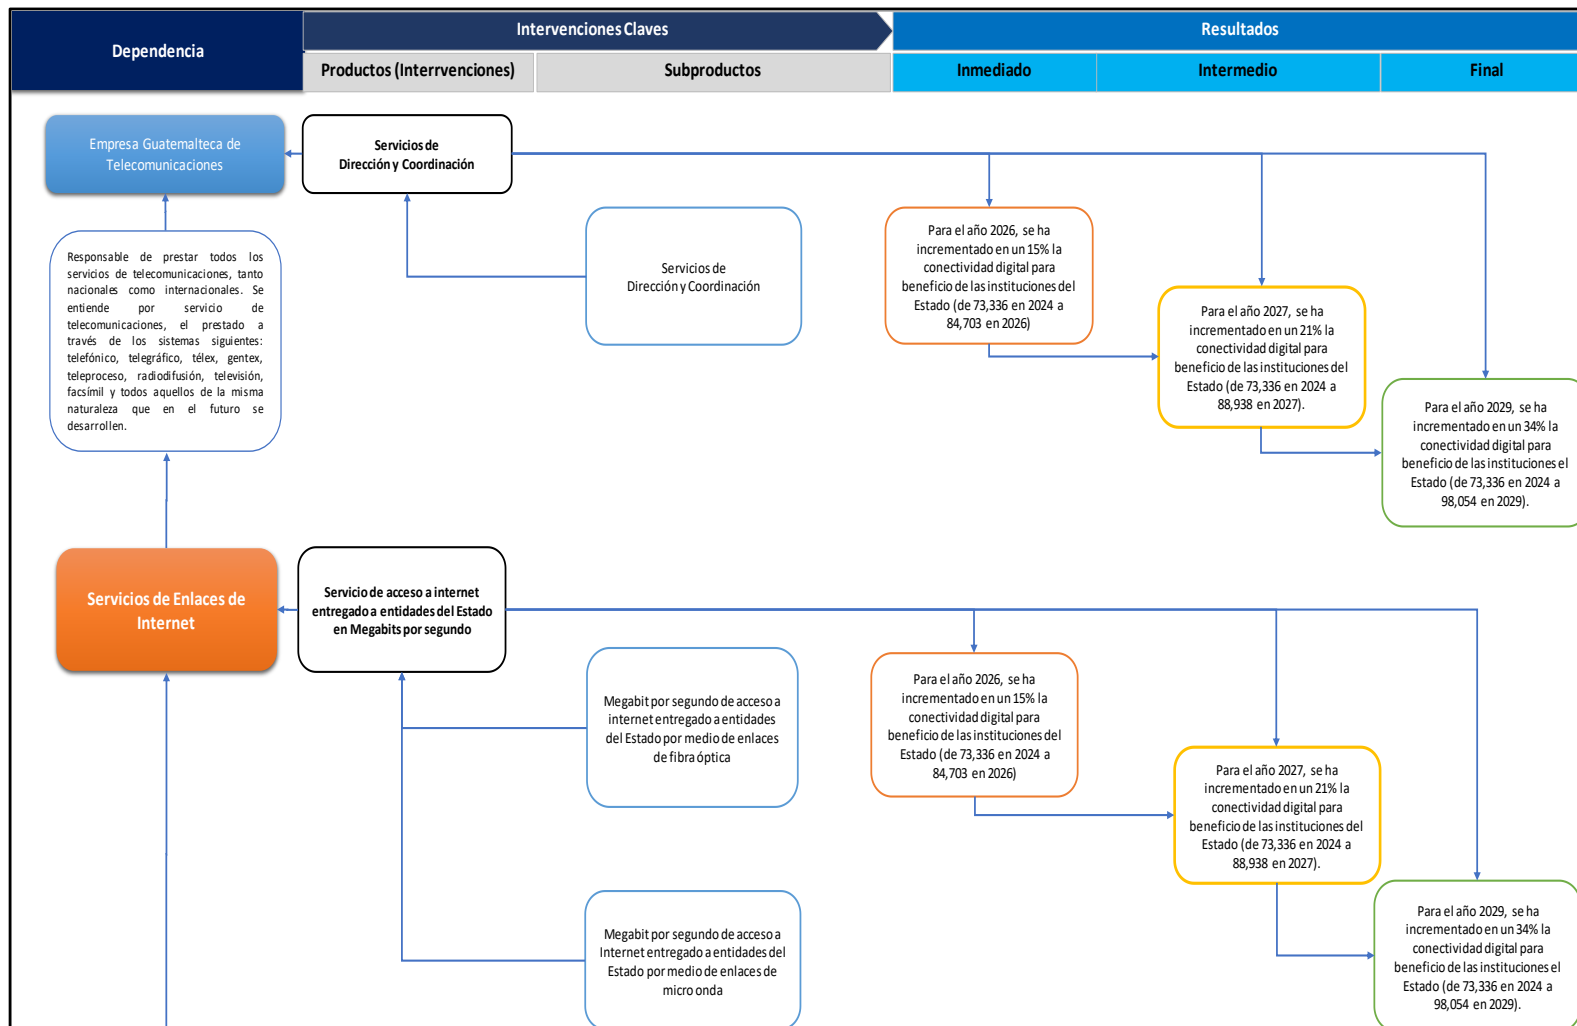 Dependencia
Intervenciones Claves
Resultados
Productos (Interrvenciones)
Subproductos
Inmediado
Intermedio
Final
Empresa Guatemalteca de
Telecomunicaciones
Servicios de
Dirección y Coordinación
Responsable de prestar todos los
servicios de telecomunicaciones, tanto
nacionales como internacionales. Se
entiende por servicio de
telecomunicaciones, el prestado a
través de los sistemas siguientes:
telefónico, telegráfico, télex, gentex,
teleproceso, radiodifusión, televisión,
facsímil y todos aquellos de la misma
naturaleza que en el futuro se
desarrollen.
Servicios de
Dirección y Coordinación
Para el año 2026, se ha
incrementado en un 15% la
conectividad digital para
beneficio de las instituciones del
Estado (de 73,336 en 2024 a
84,703 en 2026)
Para el año 2027, se ha
incrementado en un 21% la
conectividad digital para
beneficio de las instituciones del
Estado (de 73,336 en 2024 a
88,938 en 2027).
Para el año 2029, se ha
incrementado en un 34% la
conectividad digital para
beneficio de las instituciones el
Estado (de 73,336 en 2024 a
98,054 en 2029).
Servicios de Enlaces de
Internet
Servicio de acceso a internet
entregado a entidades del Estado
en Megabits por segundo
Megabit por segundo de acceso a
internet entregado a entidades
del Estado por medio de enlaces
de fibra óptica
Megabit por segundo de acceso a
Internet entregado a entidades del
Estado por medio de enlaces de
micro onda
Para el año 2026, se ha
incrementado en un 15% la
conectividad digital para
beneficio de las instituciones del
Estado (de 73,336 en 2024 a
84,703 en 2026)
Para el año 2027, se ha
incrementado en un 21% la
conectividad digital para
beneficio de las instituciones del
Estado (de 73,336 en 2024 a
88,938 en 2027).
Para el año 2029, se ha
incrementado en un 34% la
conectividad digital para
beneficio de las instituciones el
Estado (de 73,336 en 2024 a
98,054 en 2029).